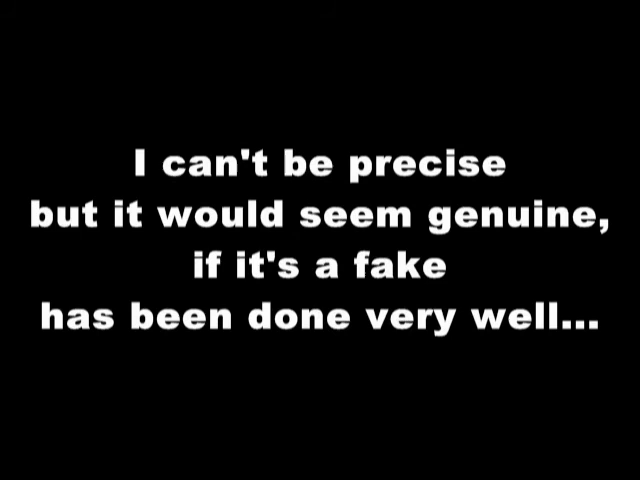 I can't be precise
but it would seem genuine,
if it's a fake
has been done very well...